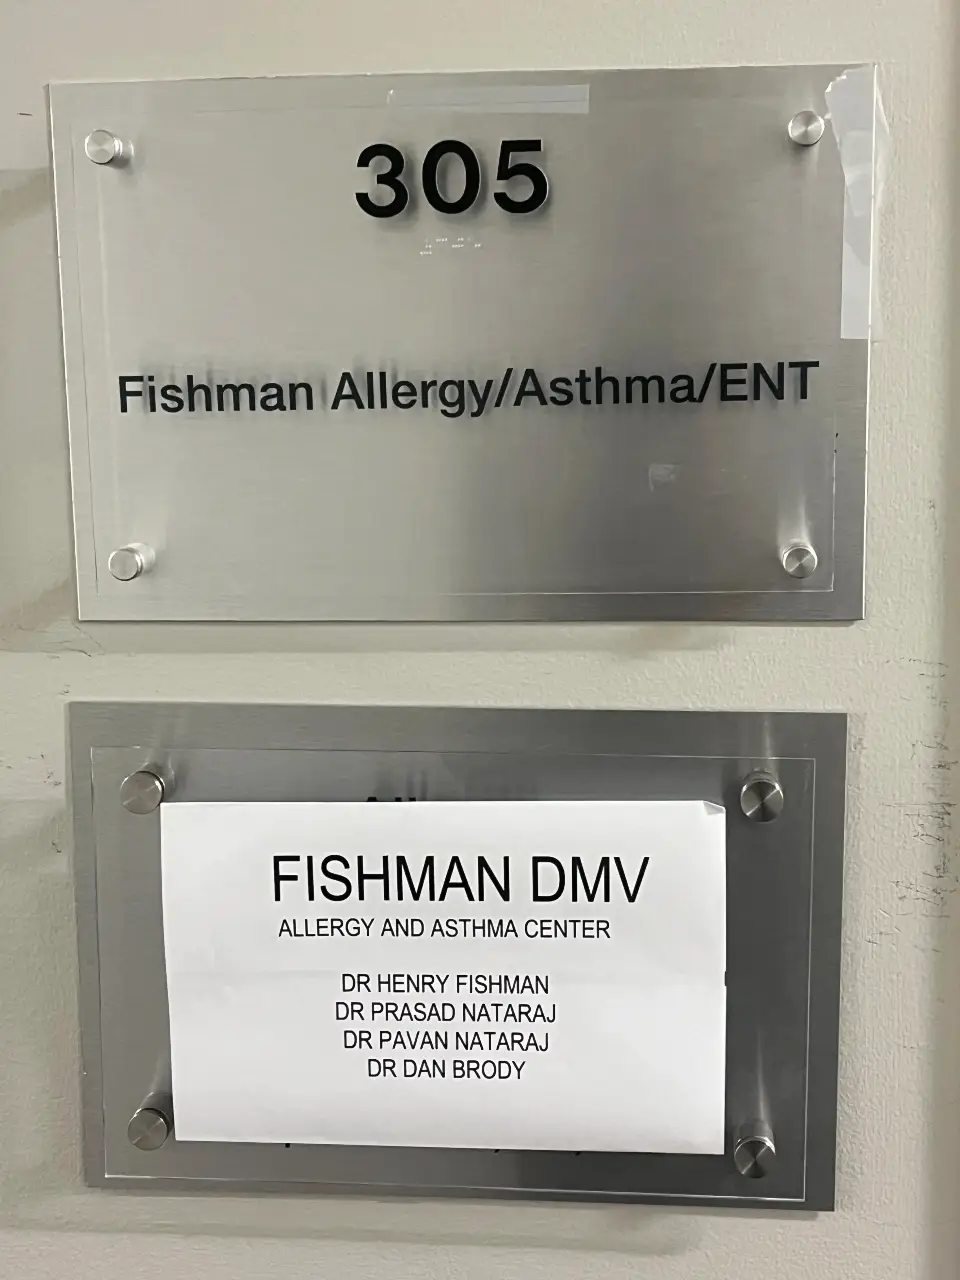 305
Fishman Allergy/Asthma/ENT
FISHMAN DMV
ALLERGY AND ASTHMA CENTER
DR HENRY FISHMAN
DR PRASAD NATARAJ
DR PAVAN NATARAJ
DR DAN BRODY